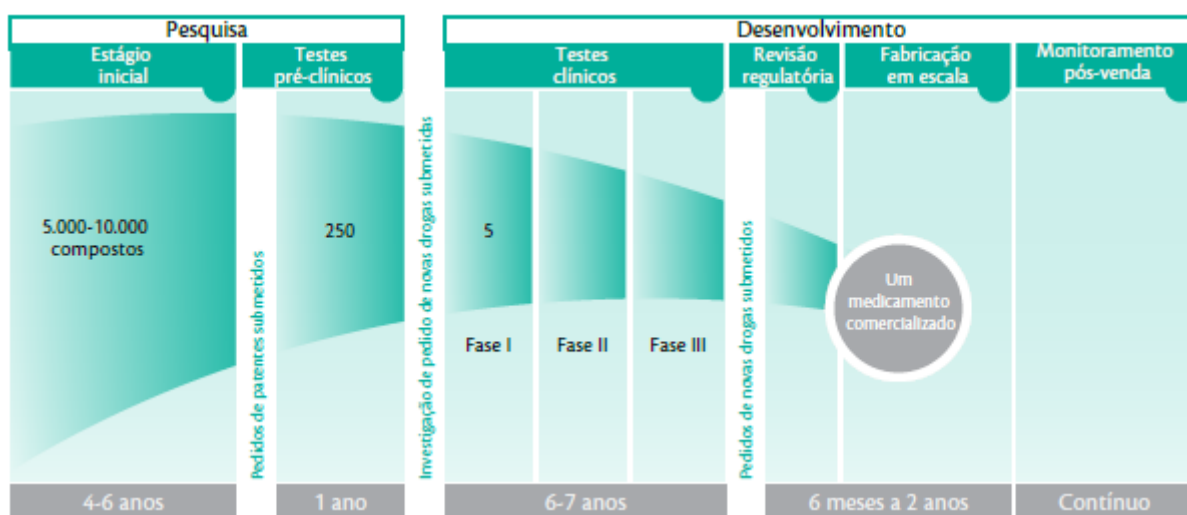 Pesquisa
Desenvolvimento
Estágio
inicial
Testes
pré-clínicos
Testes
clínicos
Revisão
regulatória
Fabricação
em escala
Monitoramento
pós-venda
5.000-10.000
compostos
Pedidos de patentes submetidos
250
Investigação de pedido de novas drogas submetidas
5
Fase I
Fase II
Fase III
Pedidos de novas drogas submetidos
Um
medicamento
comercializado
4-6 anos
1 ano
6-7 anos
6 meses a 2 anos
Contínuo